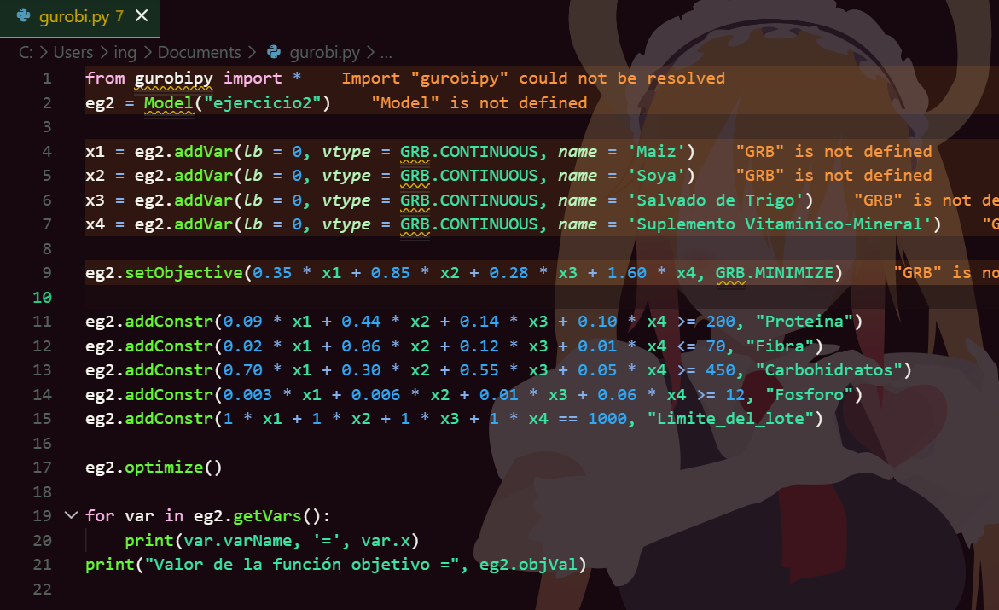 gurobi.py 7
C: > Users > ing > Documents > gurobi.py > ...
1 from gurobipy import * Import "gurobipy" could not be resolved
2 eg2 = Model("ejercicio2") "Model" is not defined
3
4 x1 = eg2.addVar(lb = 0, vtype = GRB.CONTINUOUS, name = 'Maiz') "GRB" is not defined
5 x2 = eg2.addVar(lb = 0, vtype = GRB.CONTINUOUS, name = 'Soya') "GRB" is not defined
6 x3 = eg2.addVar(lb = 0, vtype = GRB.CONTINUOUS, name = 'Salvado de Trigo') "GRB" is not de
7 x4 = eg2.addVar(lb = 0, vtype = GRB.CONTINUOUS, name = 'Suplemento Vitaminico-Mineral') "G
8
9 eg2.setObjective(0.35 * x1 + 0.85 * x2 + 0.28 * x3 + 1.60 * x4, GRB.MINIMIZE) "GRB" is no
10
11 eg2.addConstr(0.09 * x1 + 0.44 * x2 + 0.14 * x3 + 0.10 * x4 >= 200, "Proteina")
12 eg2.addConstr(0.02 * x1 + 0.06 * x2 + 0.12 * x3 + 0.01 * x4 <= 70, "Fibra")
13 eg2.addConstr(0.70 * x1 + 0.30 * x2 + 0.55 * x3 + 0.05 * x4 >= 450, "Carbohidratos")
14 eg2.addConstr(0.003 * x1 + 0.006 * x2 + 0.01 * x3 + 0.06 * x4 >= 12, "Fosforo")
15 eg2.addConstr(1 * x1 + 1 * x2 + 1 * x3 + 1 * x4 == 1000, "Limite_del_lote")
16
17 eg2.optimize()
18
19 for var in eg2.getVars():
20 print(var.varName, '=', var.x)
21 print("Valor de la función objetivo =", eg2.objVal)
22